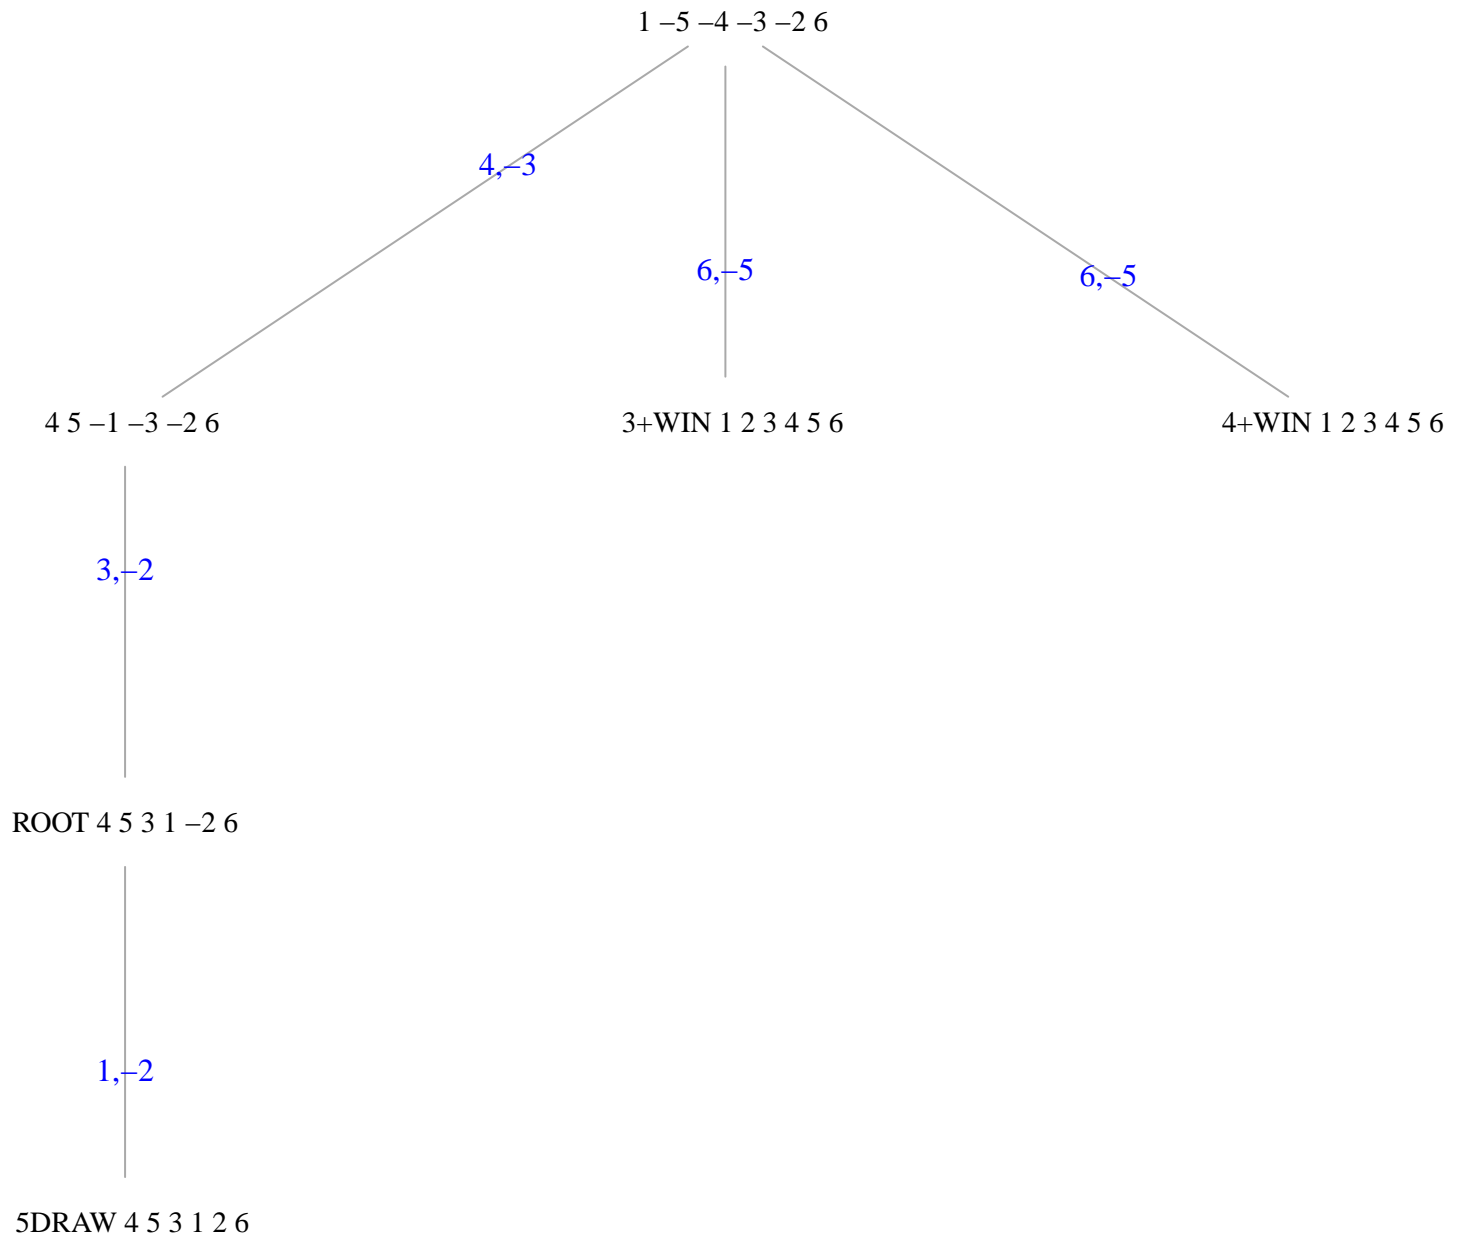 1 –5 –4 –3 –2 6
4,–3
6,–5
6,–5
4 5 –1 –3 –2 6
3+WIN 1 2 3 4 5 6
4+WIN 1 2 3 4 5 6
3,–2
ROOT 4 5 3 1 –2 6
1,–2
5DRAW 4 5 3 1 2 6